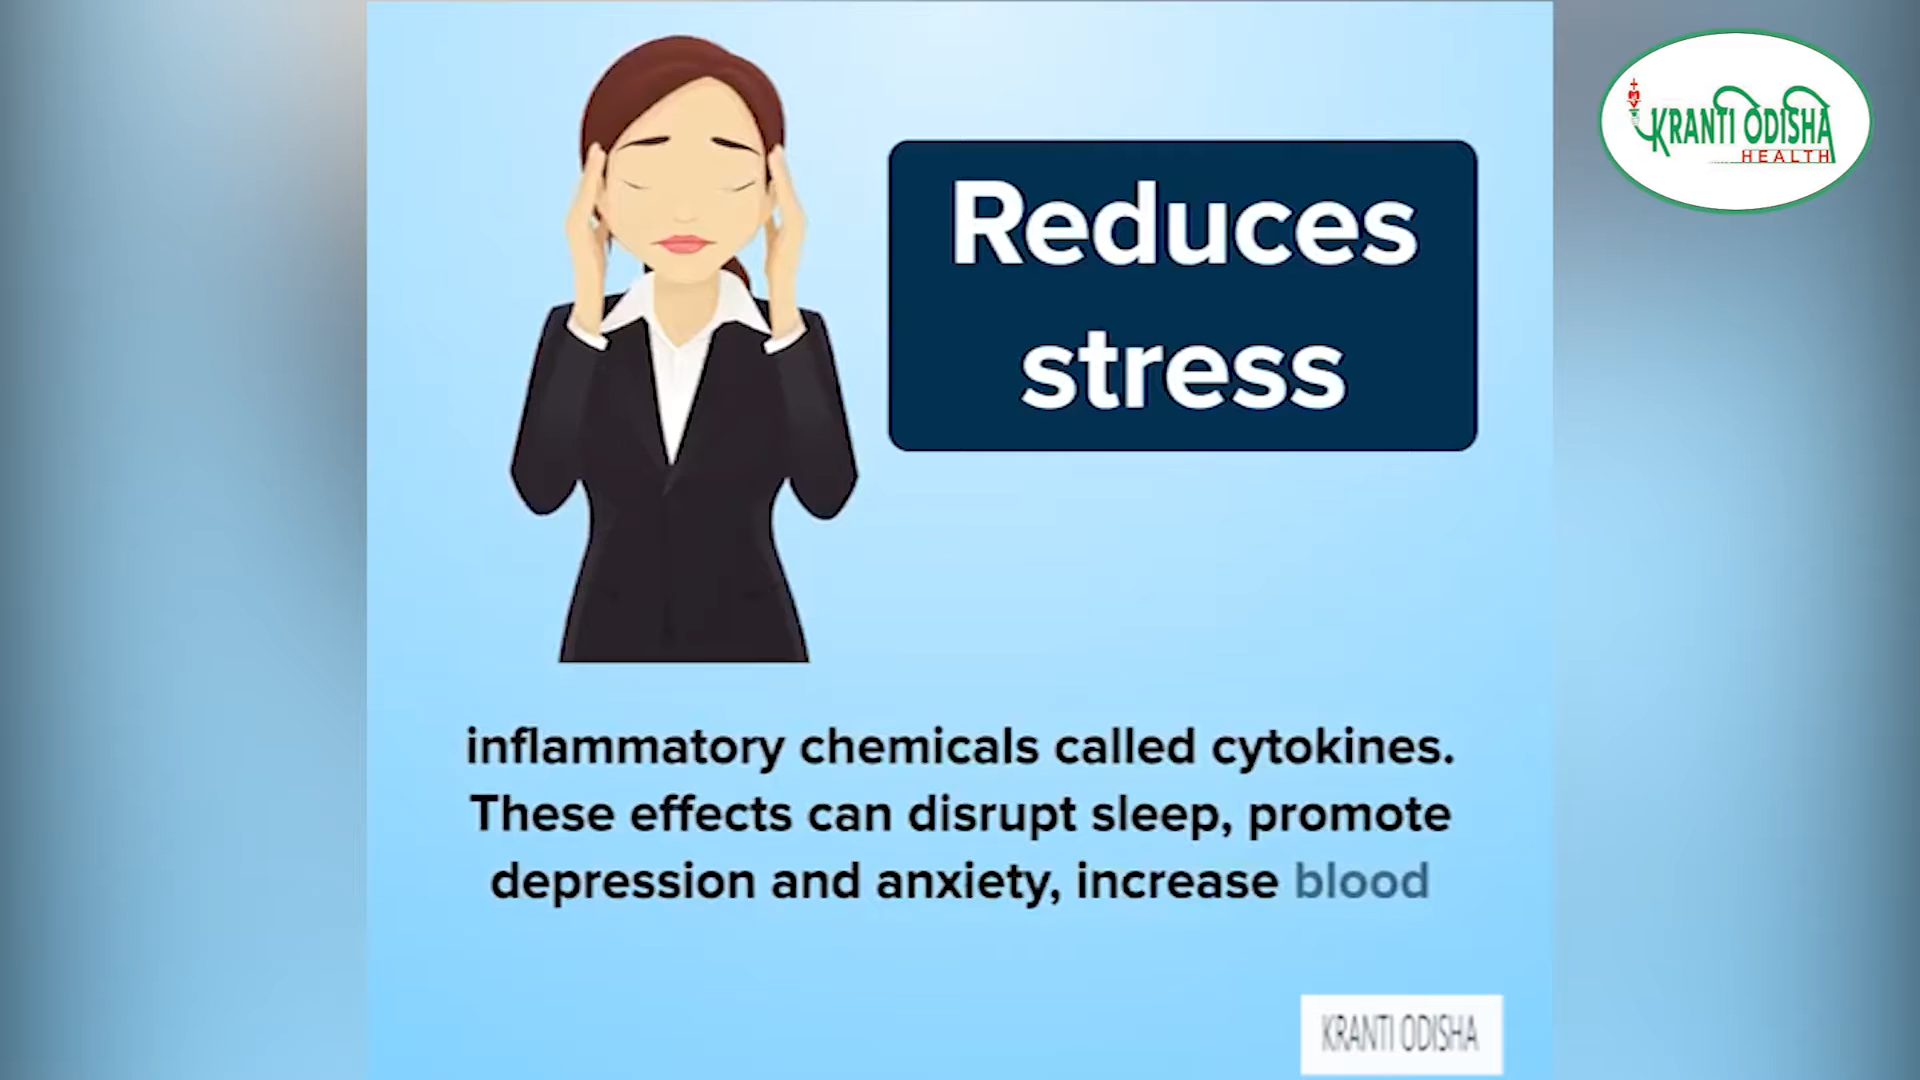 Reduces
stress
KRANTI ODISHA
HEALTH
inflammatory chemicals called cytokines.
These effects can disrupt sleep, promote
depression and anxiety, increase blood
KRANTI ODISHA